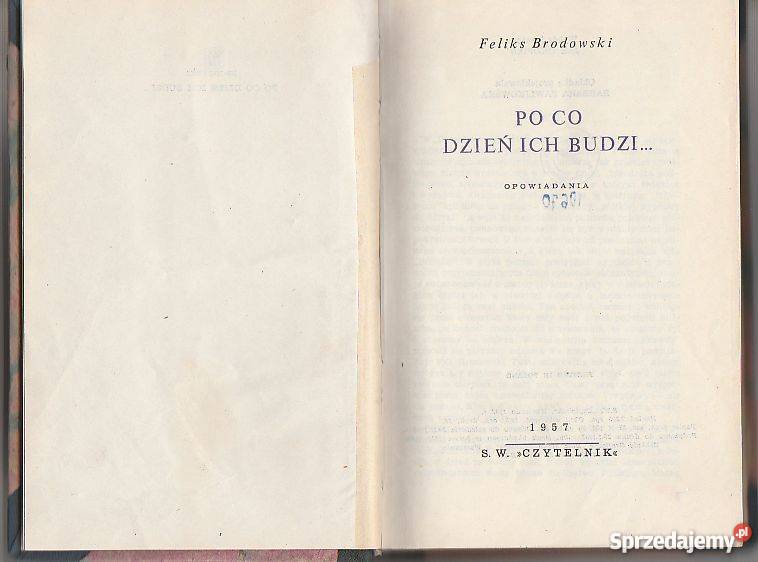 Feliks Brodowski
PO CO
DZIEŃ ICH BUDZI...
OPOWIADANIA
1957
S. W. »CZYTELNIK«
Sprzedajemy.pl